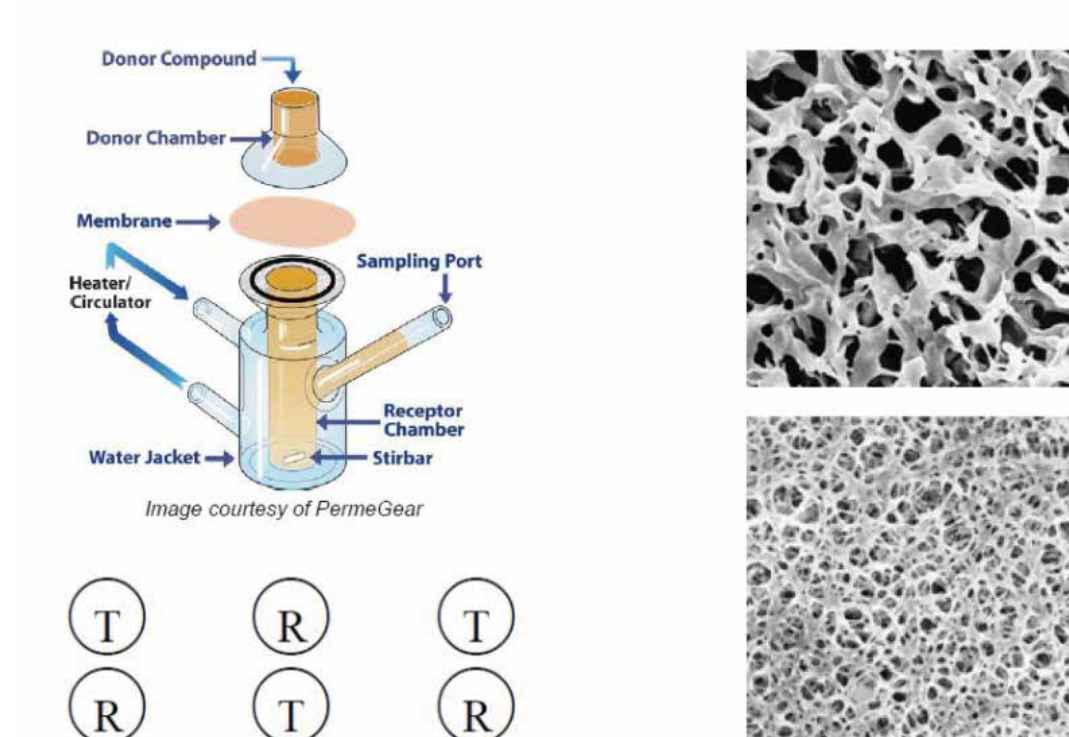 Donor Compound
Donor Chamber
Membrane
Sampling Port
Heater/
Circulator
Receptor
Chamber
Water Jacket
Stirbar
Image courtesy of PermeGear
T R T
R T R